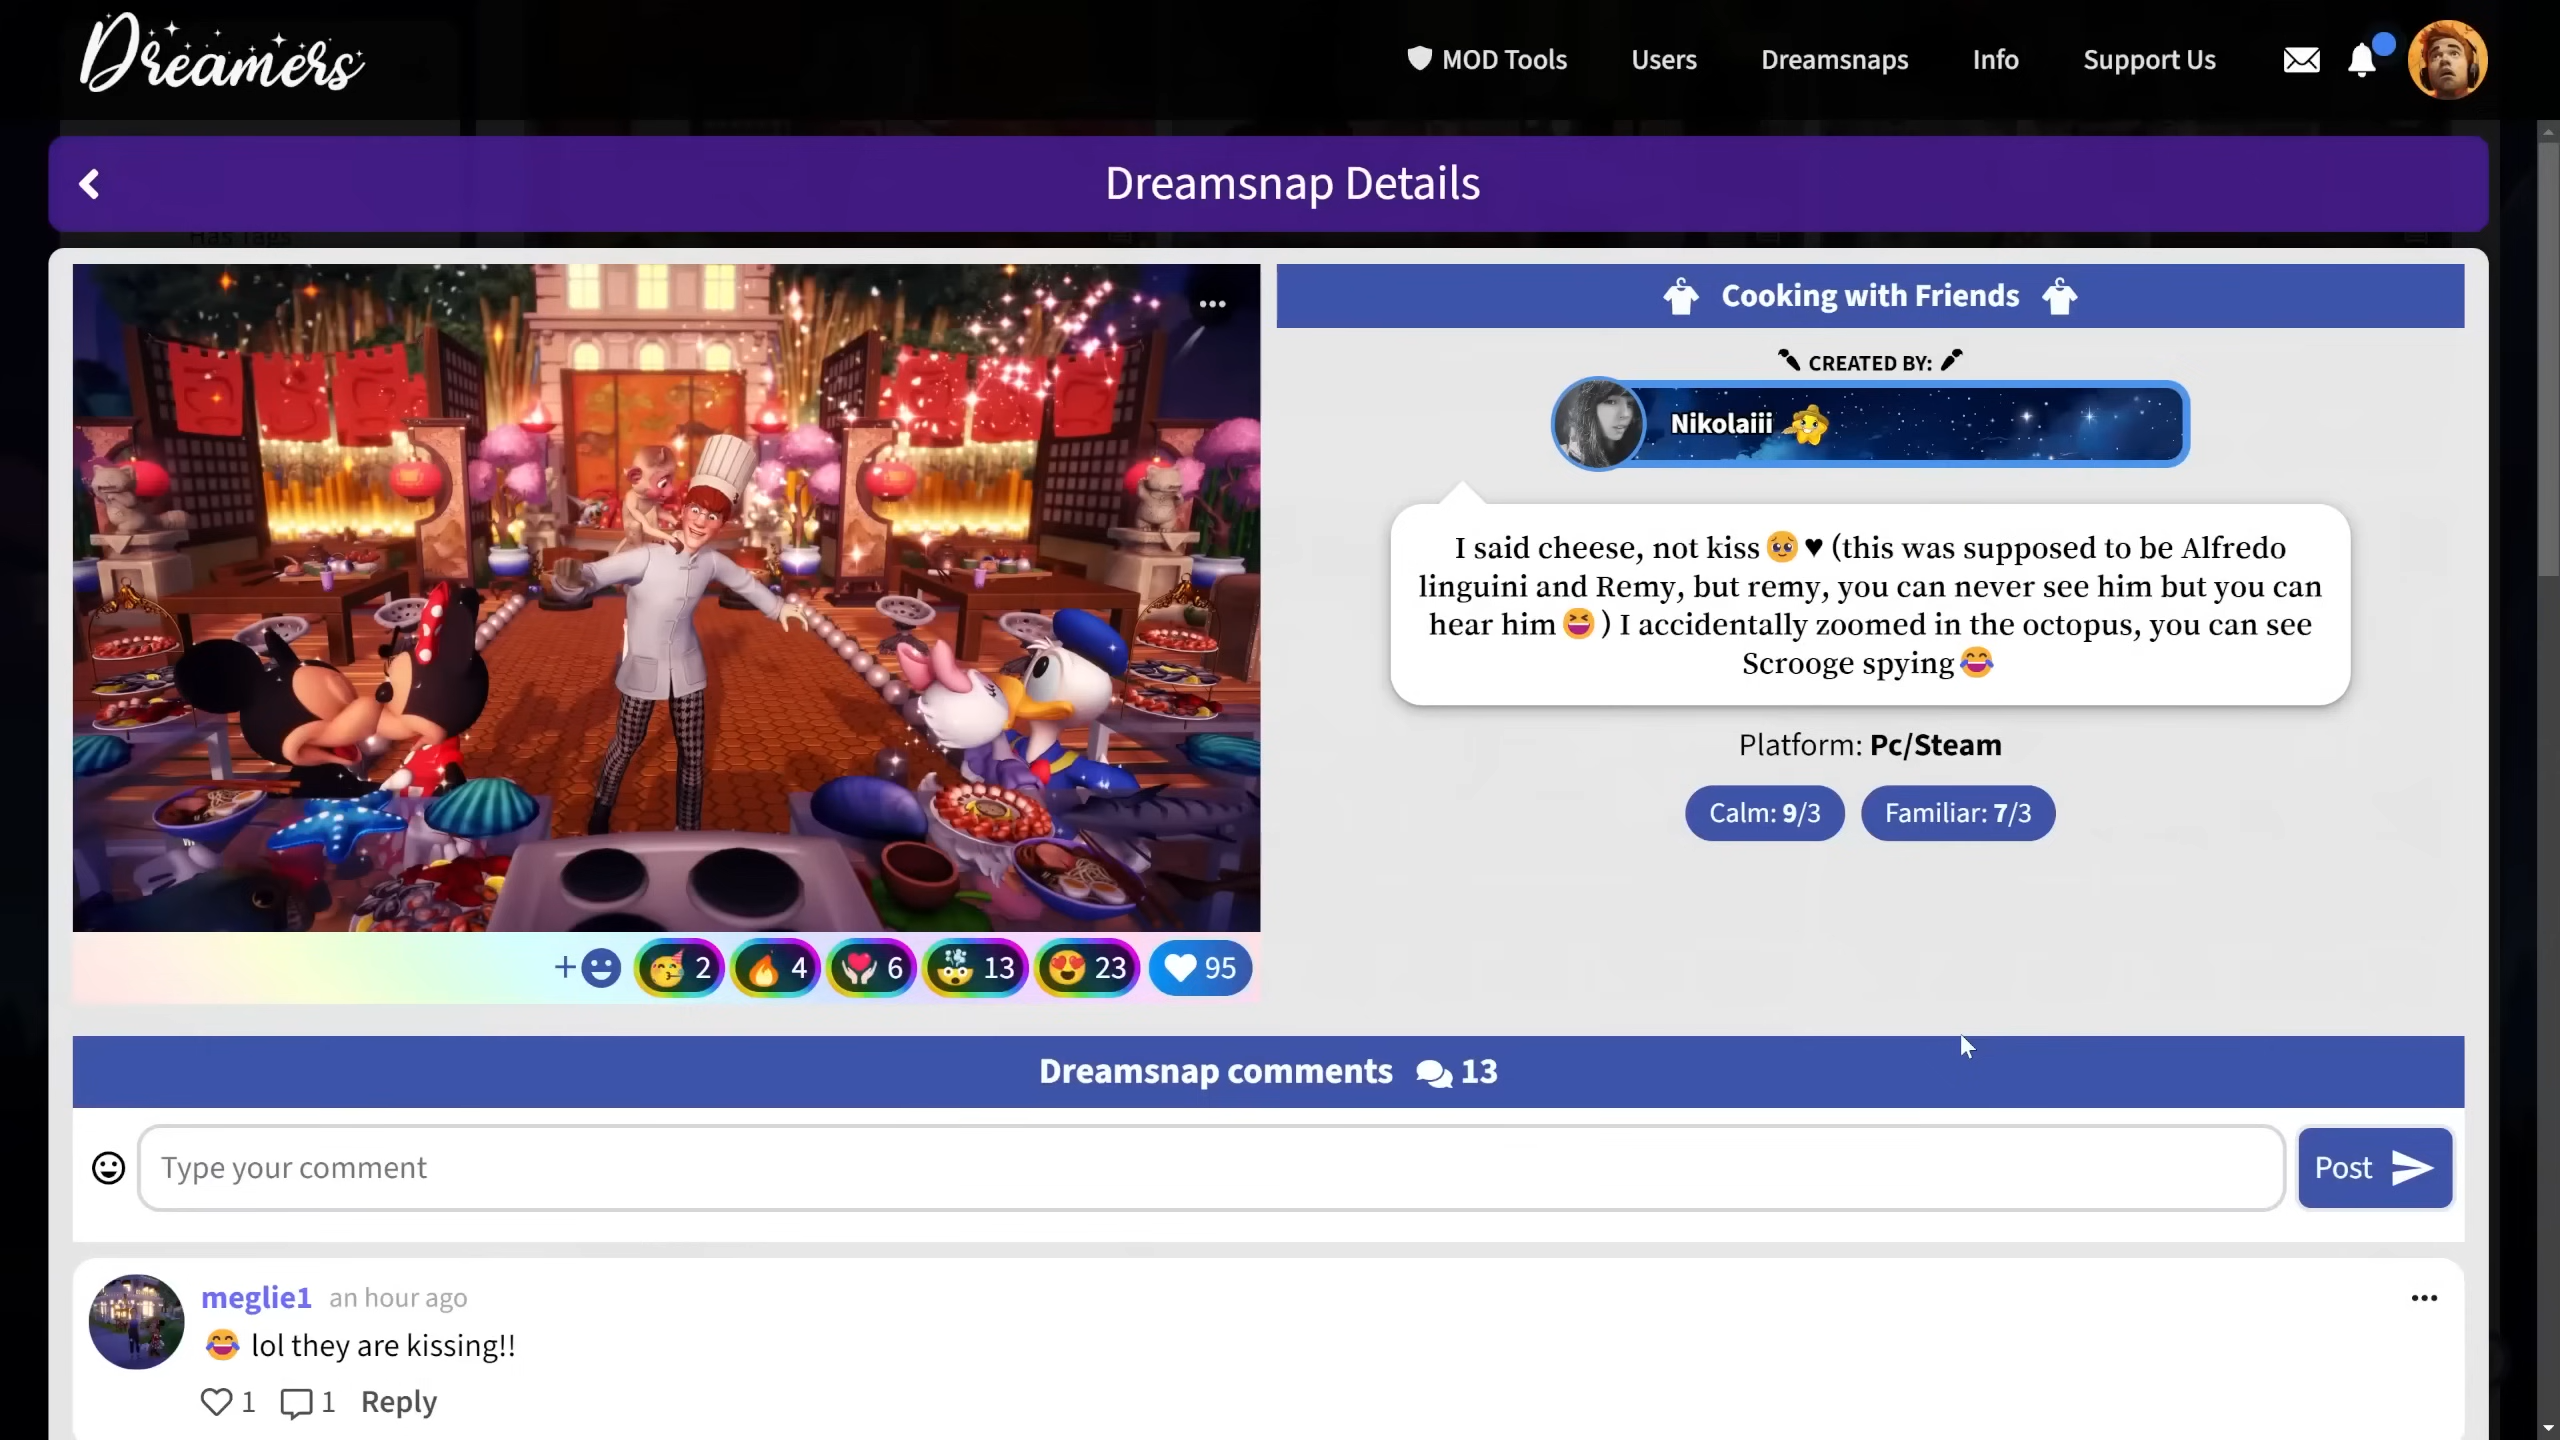 Dreamers
MOD Tools
Users
Dreamsnaps
Info
Support Us
Dreamsnap Details
Has Tags
Cooking with Friends
CREATED BY:
Nikolaiii
I said cheese, not kiss 🥹 ♥ (this was supposed to be Alfredo
linguini and Remy, but remy, you can never see him but you can
hear him 😆 ) I accidentally zoomed in the octopus, you can see
Scrooge spying 😂
Platform: Pc/Steam
Calm: 9/3
Familiar: 7/3
+ 🥳 2 🔥 4 6 🤯 13 😍 23 95
Dreamsnap comments 13
Type your comment
Post
meglie1 an hour ago
😂 lol they are kissing!!
1 1 Reply